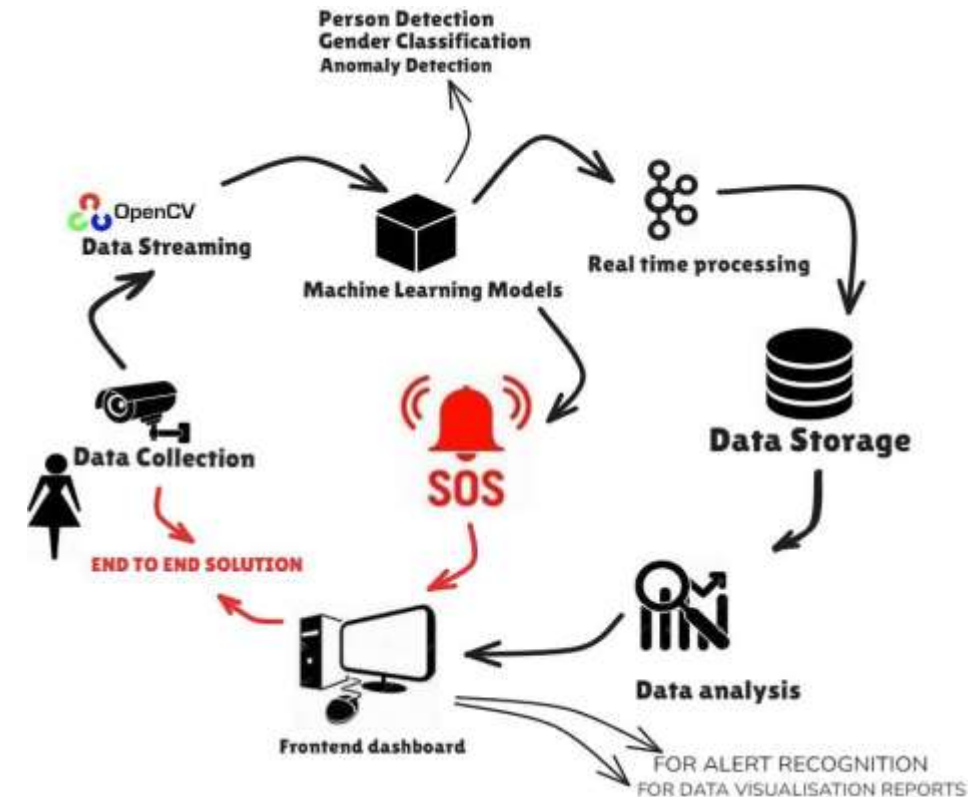 Person Detection
Gender Classification
Anomaly Detection
OpenCV
Data Streaming
Machine Learning Models
Real time processing
Data Storage
Data Collection
SOS
END TO END SOLUTION
Data analysis
Frontend dashboard
FOR ALERT RECOGNITION
FOR DATA VISUALISATION REPORTS